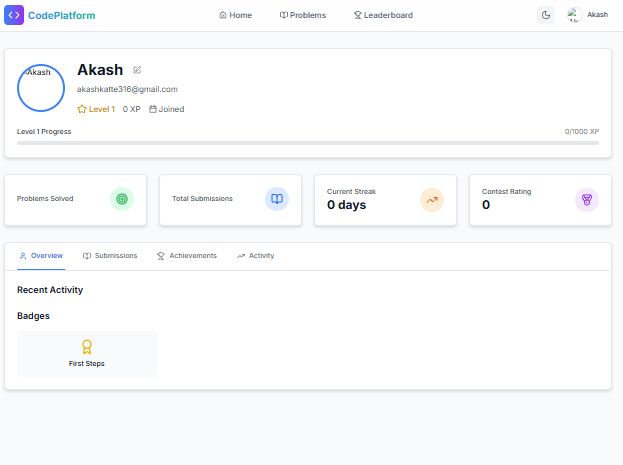 CodePlatform
Home Problems Leaderboard
Akash
Akash
Akash
akashkatte316@gmail.com
Level 1 0 XP Joined
Level 1 Progress 0/1000 XP
Problems Solved
Total Submissions
Current Streak
0 days
Contest Rating
0
Overview Submissions Achievements Activity
Recent Activity
Badges
First Steps